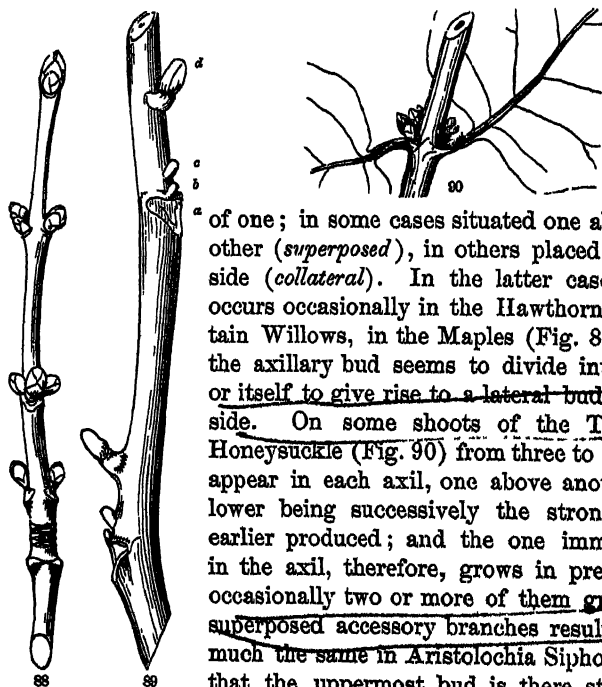 d
c
b
a
90
of one; in some cases situated one a
other (superposed), in others placed
side (collateral). In the latter cas
occurs occasionally in the Hawthorn
tain Willows, in the Maples (Fig. 8
the axillary bud seems to divide in
or itself to give rise to a lateral bud
side. On some shoots of the T
Honeysuckle (Fig. 90) from three to
appear in each axil, one above ano
lower being successively the stron
earlier produced; and the one imm
in the axil, therefore, grows in pre
occasionally two or more of them
superposed accessory branches resul
much the same in Aristolochia Sipho
that the uppermost bud is there st
88
89